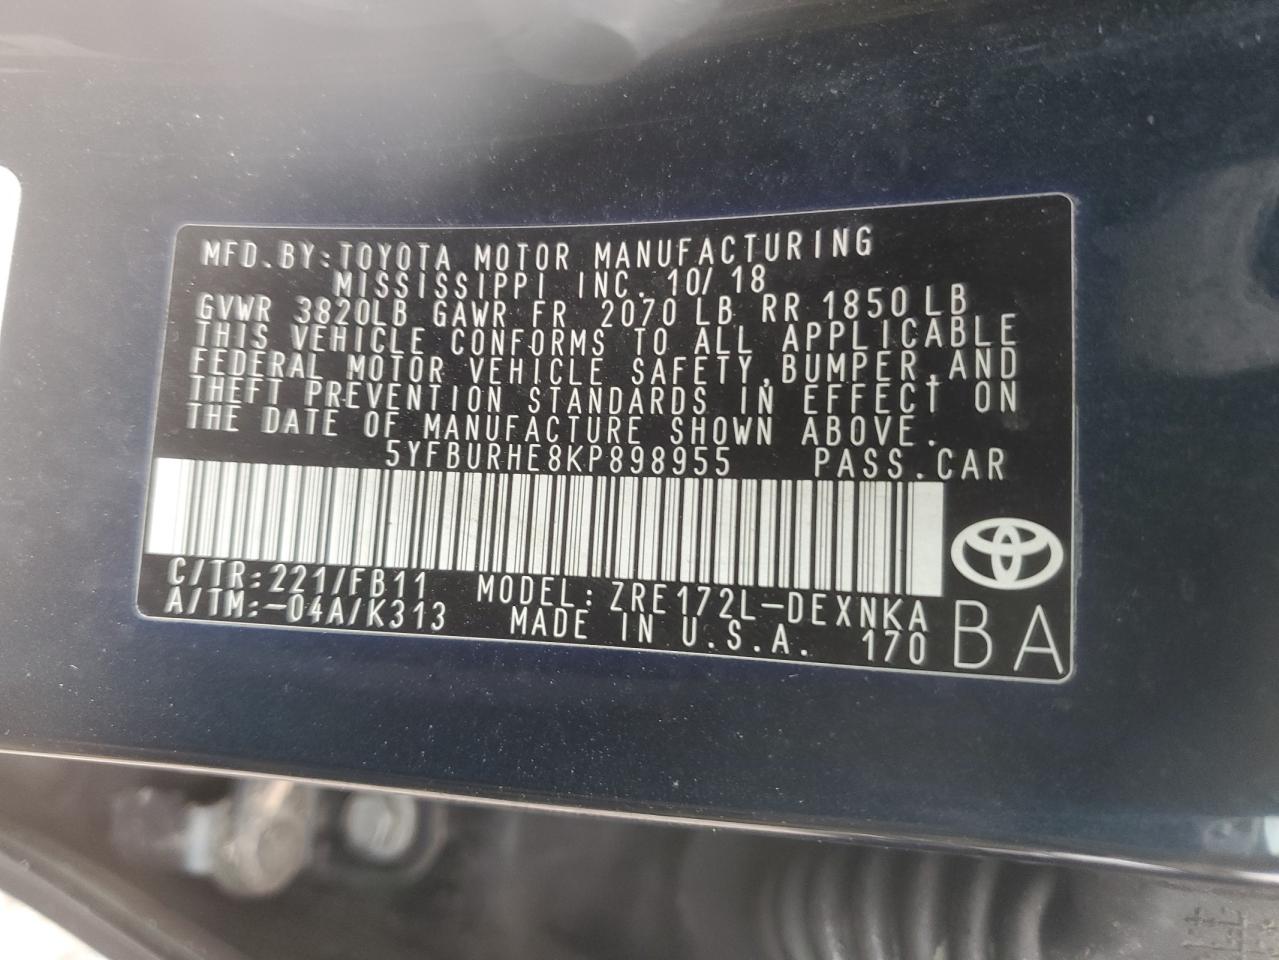 MFD.BY:TOYOTA MOTOR MANUFACTURING
MISSISSIPPI INC. 10/18
GVWR 3820LB GAWR FR 2070 LB RR 1850 LB
THIS VEHICLE CONFORMS TO ALL APPLICABLE
FEDERAL MOTOR VEHICLE SAFETY, BUMPER, AND
THEFT PREVENTION STANDARDS IN EFFECT ON
THE DATE OF MANUFACTURE SHOWN ABOVE.
5YFBURHE8KP898955 PASS.CAR
C/TR:221/FB11 MODEL:ZRE172L-DEXNKA
A/TM:-04A/K313 MADE IN U.S.A. 170
BA